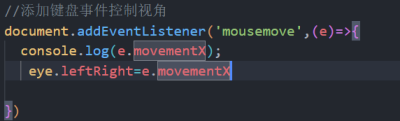 //添加键盘事件控制视角
document.addEventListener('mousemove',(e)=>{
  console.log(e.movementX);
   eye.leftRight=e.movementX
})